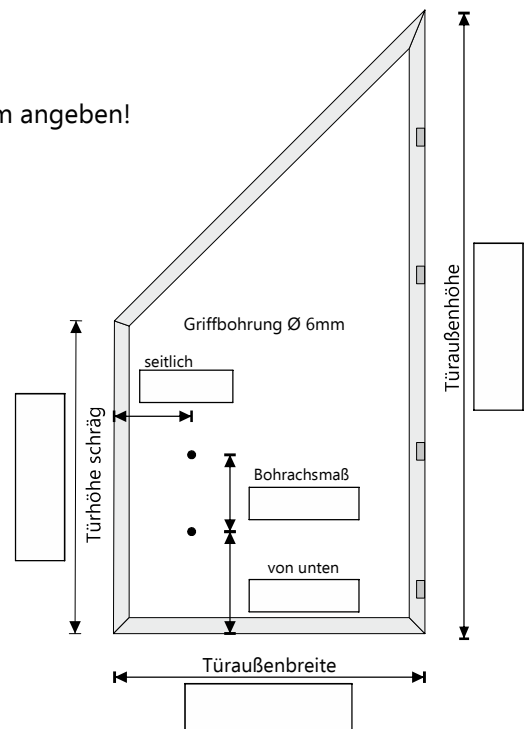 angeben!
Griffbohrung Ø 6mm
seitlich
Türhöhe schräg
Türaußenhöhe
Bohrachsmaß
von unten
Türaußenbreite